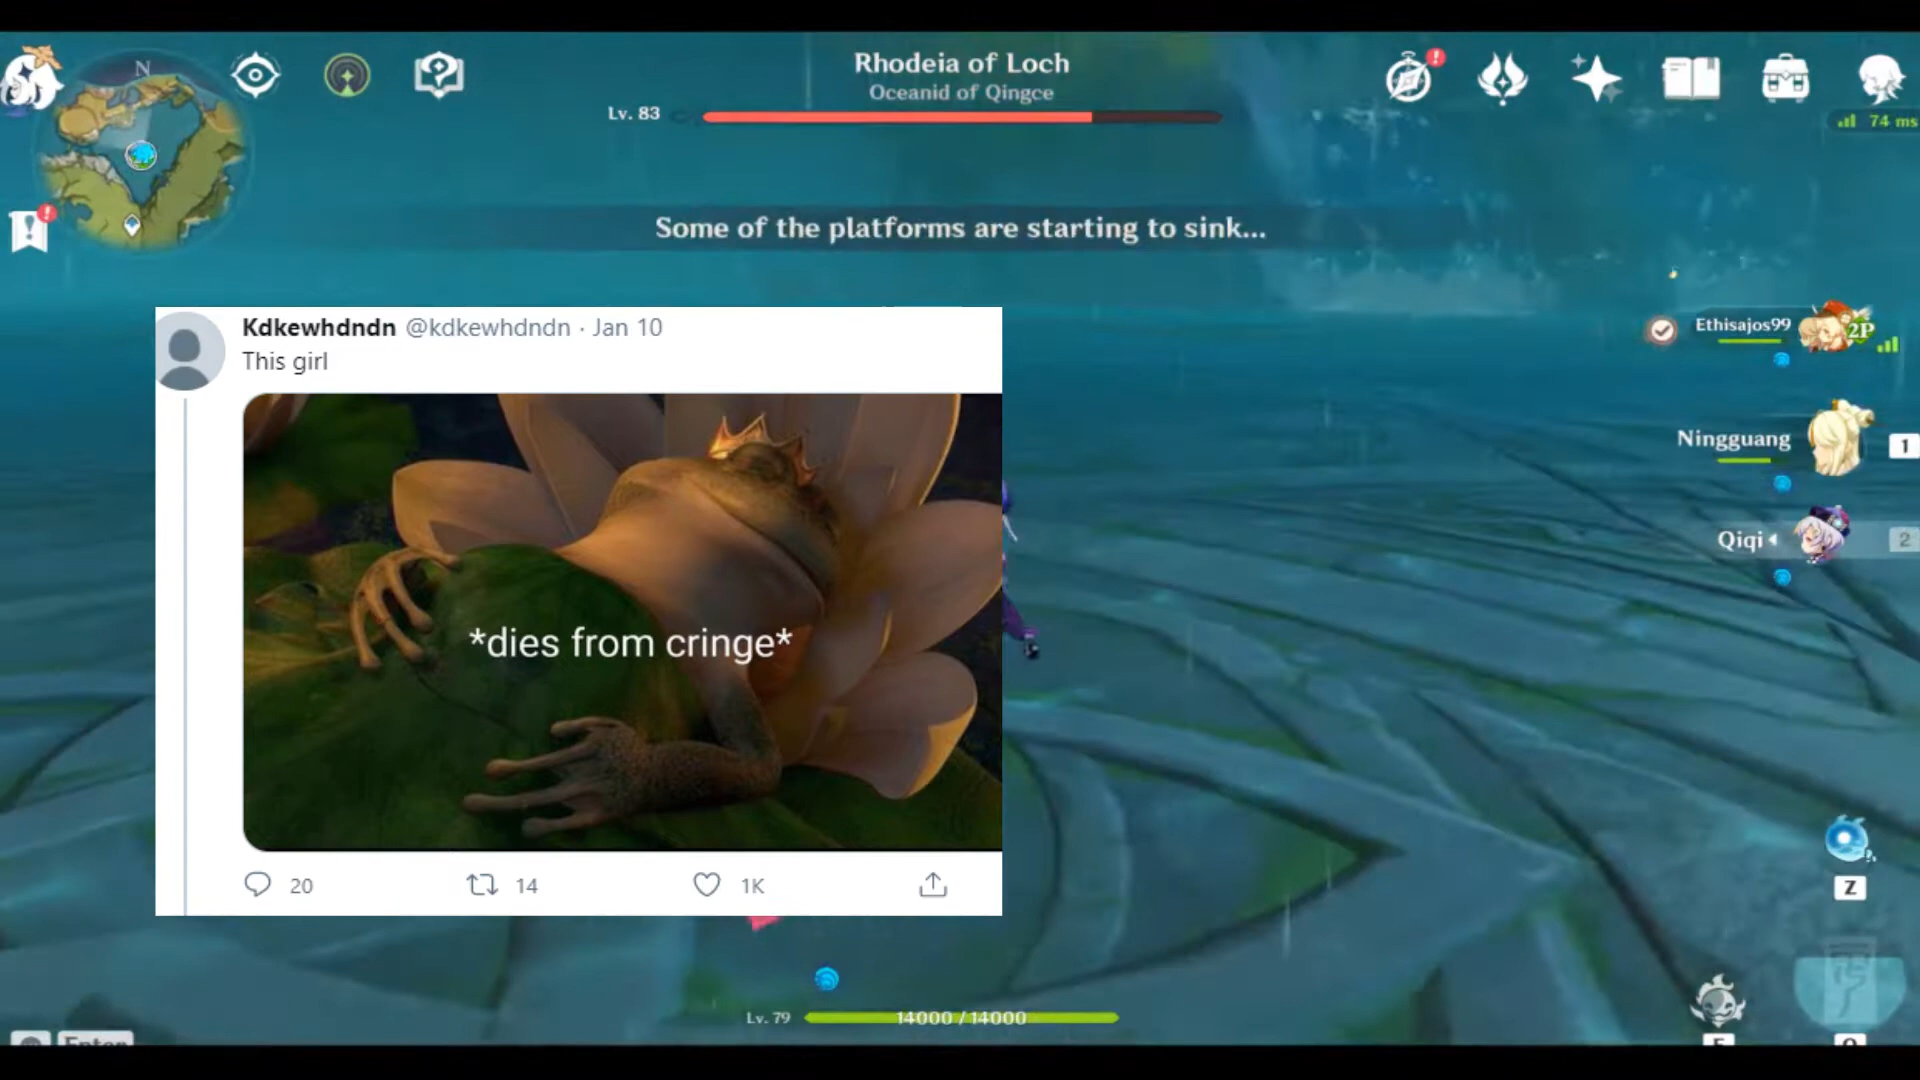 N
Rhodeia of Loch
Oceanid of Qingce
Lv. 83
74 ms
Some of the platforms are starting to sink...
Kdkewhdndn @kdkewhdndn · Jan 10
This girl
*dies from cringe*
20 14 1K
Ethisajos99 2P
Ningguang 1
Qiqi 2
Z
Lv. 79 14000 / 14000
Enter
E Q